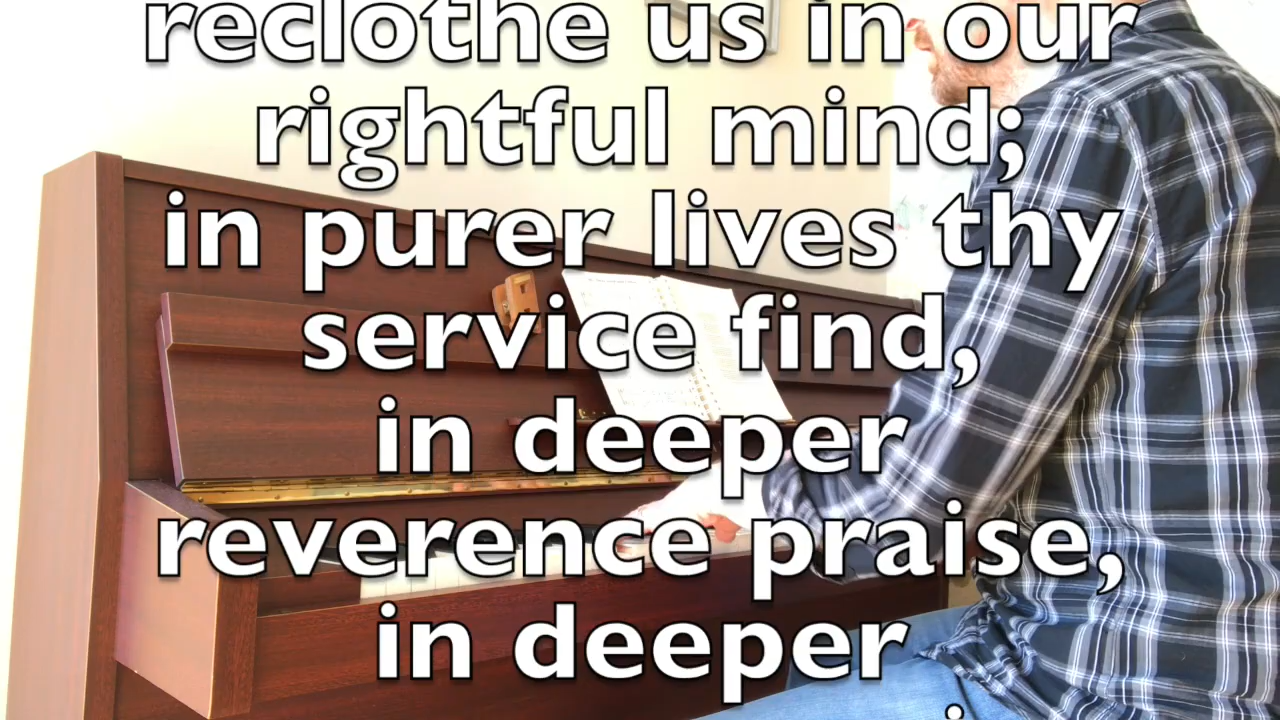 reclothe us in our
rightful mind;
in purer lives thy
service find,
in deeper
reverence praise,
in deeper